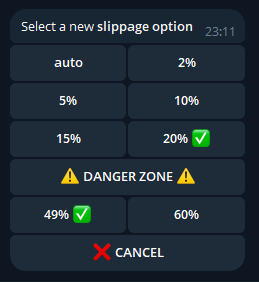 Select a new slippage option 23:11
auto 2%
5% 10%
15% 20% ✅
⚠️ DANGER ZONE ⚠️
49% ✅ 60%
❌ CANCEL